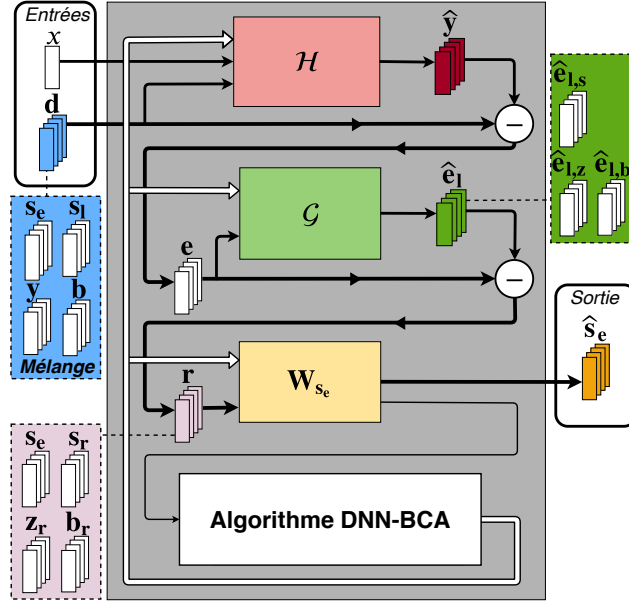 Entrées
x
d
s_e s_l
y b
Mélange
𝓗
ŷ
−
ê_{l,s}
ê_{l,z} ê_{l,b}
𝒢
ê_l
e
−
Sortie
ŝ_e
W_{s_e}
r
s_e s_r
z_r b_r
Algorithme DNN-BCA